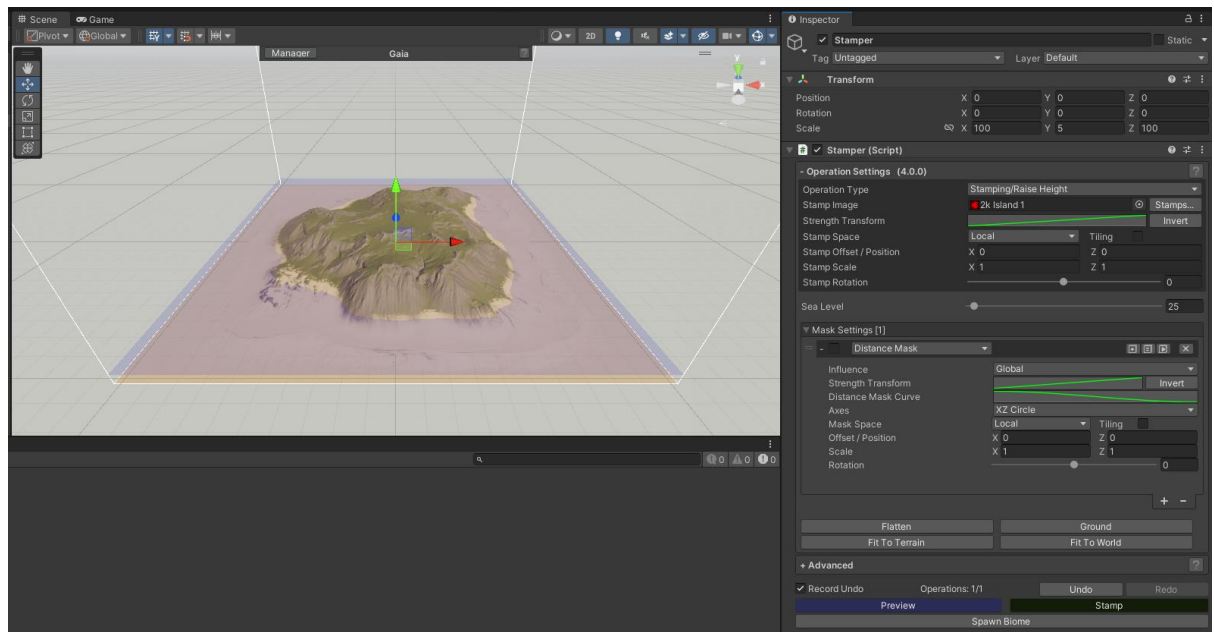 Scene Game
Pivot Global 2D
Manager Gaia ?
y
x
Inspector
Stamper Static
Tag Untagged Layer Default
Transform
Position X 0 Y 0 Z 0
Rotation X 0 Y 0 Z 0
Scale X 100 Y 5 Z 100
# Stamper (Script)
- Operation Settings (4.0.0) ?
Operation Type Stamping/Raise Height
Stamp Image 2k Island 1 Stamps...
Strength Transform Invert
Stamp Space Local Tiling
Stamp Offset / Position X 0 Z 0
Stamp Scale X 1 Z 1
Stamp Rotation 0
Sea Level 25
Mask Settings [1]
- Distance Mask
Influence Global
Strength Transform Invert
Distance Mask Curve
Axes XZ Circle
Mask Space Local Tiling
Offset / Position X 0 Z 0
Scale X 1 Z 1
Rotation 0
+ -
Flatten Ground
Fit To Terrain Fit To World
+ Advanced ?
Record Undo Operations: 1/1 Undo Redo
Preview Stamp
Spawn Biome
0 0 0